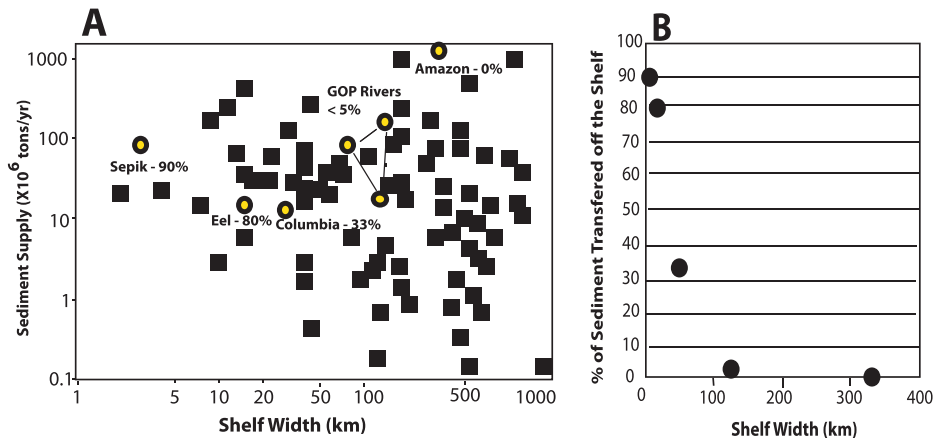 A
Sediment Supply (X10⁶ tons/yr)
1000
100
10
1
0.1
Amazon - 0%
GOP Rivers
< 5%
Sepik - 90%
Eel - 80%
Columbia - 33%
1 5 10 20 50 100 500 1000
Shelf Width (km)
B
% of Sediment Transfered off the Shelf
100
90
80
70
60
50
40
30
20
10
0
0 100 200 300 400
Shelf Width (km)